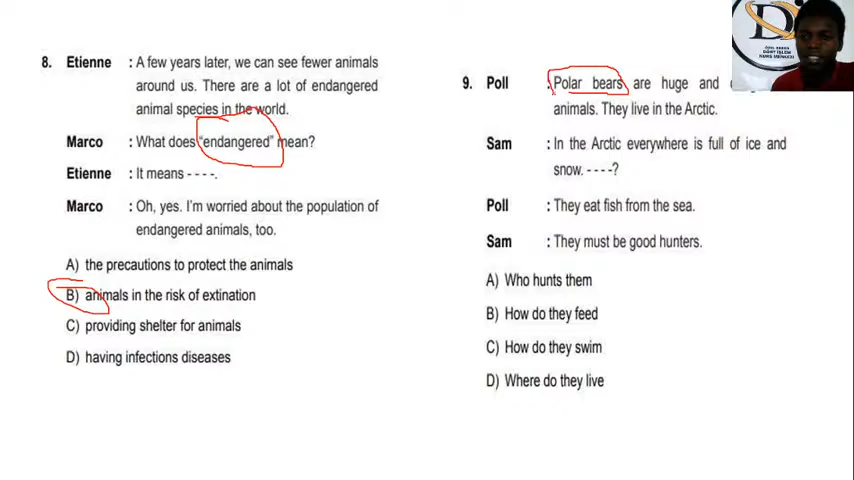 8. Etienne : A few years later, we can see fewer animals
around us. There are a lot of endangered
animal species in the world.
Marco : What does "endangered" mean?
Etienne : It means - - - -.
Marco : Oh, yes. I'm worried about the population of
endangered animals, too.
A) the precautions to protect the animals
B) animals in the risk of extination
C) providing shelter for animals
D) having infections diseases
9. Poll : Polar bears are huge and
animals. They live in the Arctic.
Sam : In the Arctic everywhere is full of ice and
snow. - - - -?
Poll : They eat fish from the sea.
Sam : They must be good hunters.
A) Who hunts them
B) How do they feed
C) How do they swim
D) Where do they live